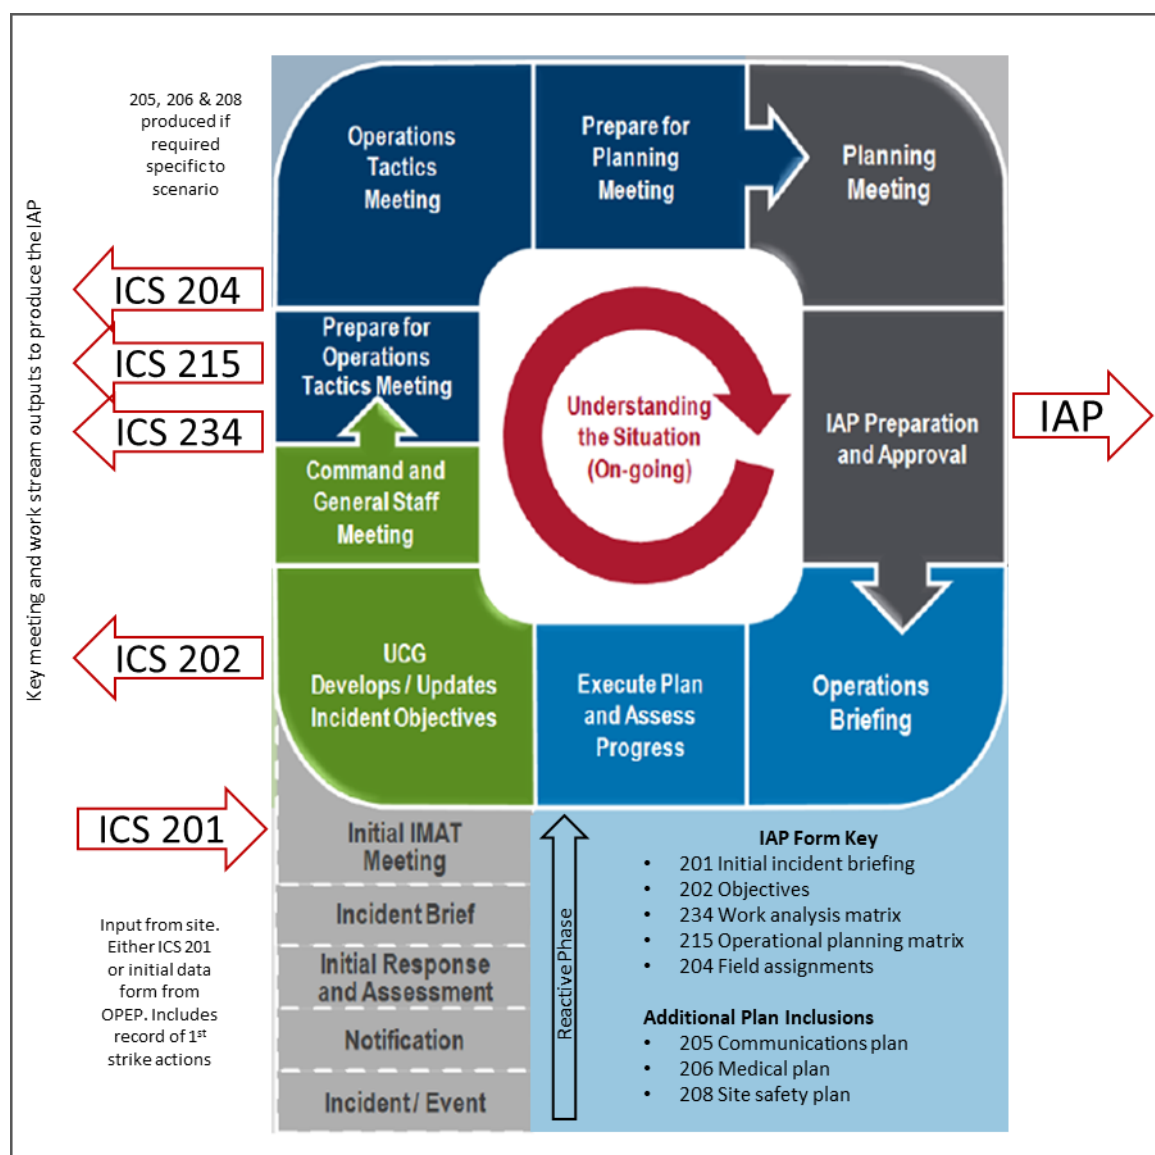 205, 206 & 208
produced if
required
specific to
scenario
Key meeting and work stream outputs to produce the IAP
ICS 204
ICS 215
ICS 234
ICS 202
ICS 201
Input from site.
Either ICS 201
or initial data
form from
OPEP. Includes
record of 1st
strike actions
Operations
Tactics
Meeting
Prepare for
Planning
Meeting
Planning
Meeting
Prepare for
Operations
Tactics Meeting
Command and
General Staff
Meeting
Understanding
the Situation
(On-going)
IAP Preparation
and Approval
IAP
UCG
Develops / Updates
Incident Objectives
Execute Plan
and Assess
Progress
Operations
Briefing
Initial IMAT
Meeting
Incident Brief
Initial Response
and Assessment
Notification
Incident / Event
Reactive Phase
IAP Form Key
• 201 Initial incident briefing
• 202 Objectives
• 234 Work analysis matrix
• 215 Operational planning matrix
• 204 Field assignments
Additional Plan Inclusions
• 205 Communications plan
• 206 Medical plan
• 208 Site safety plan